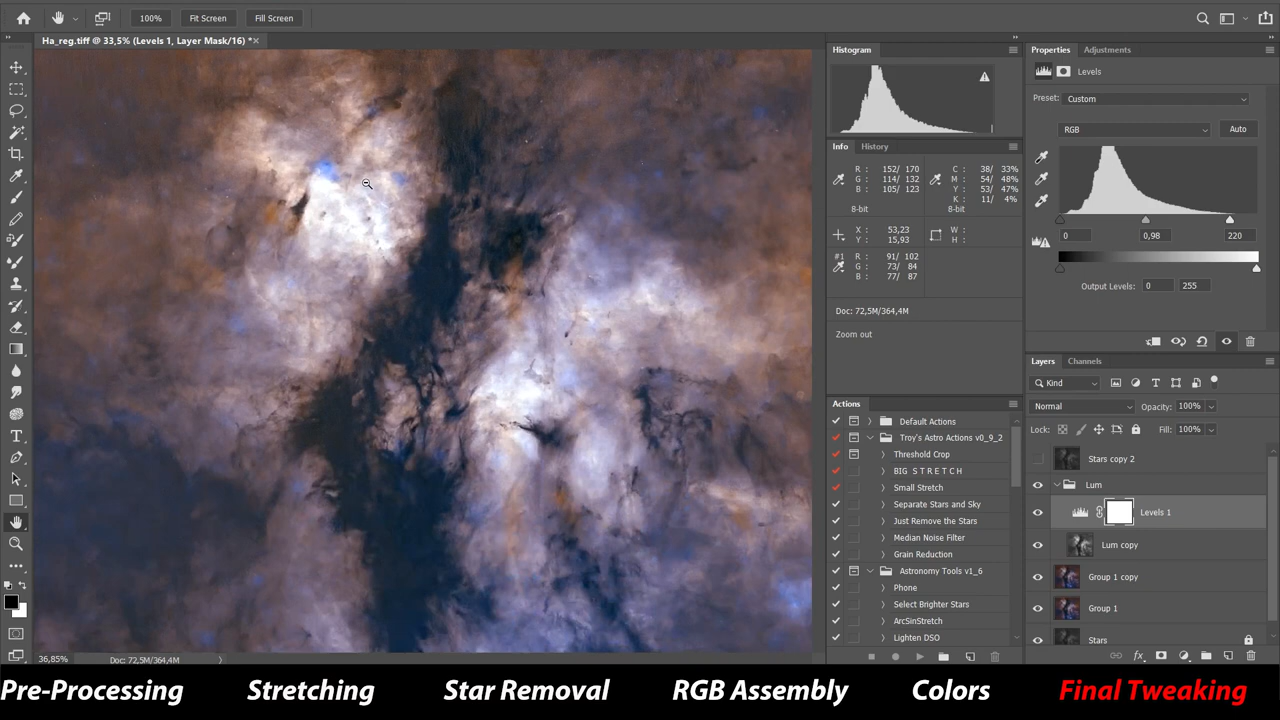 100%
Fit Screen
Fill Screen
Ha_reg.tiff @ 33,5% (Levels 1, Layer Mask/16) *
Histogram
Info
History
R: 152/ 170
G: 114/ 132
B: 105/ 123
8-bit
C: 38/ 33%
M: 54/ 48%
Y: 53/ 47%
K: 11/ 4%
8-bit
X: 53,23
Y: 15,93
W:
H:
#1
R: 91/ 102
G: 73/ 84
B: 77/ 87
Doc: 72,5M/364,4M
Zoom out
Actions
Default Actions
Troy's Astro Actions v0_9_2
Threshold Crop
BIG S T R E T C H
Small Stretch
Separate Stars and Sky
Just Remove the Stars
Median Noise Filter
Grain Reduction
Astronomy Tools v1_6
Phone
Select Brighter Stars
ArcSinStretch
Lighten DSO
Properties
Adjustments
Levels
Preset: Custom
RGB
Auto
0
0,98
220
Output Levels: 0 255
Layers
Channels
Kind
Normal
Opacity: 100%
Lock:
Fill: 100%
Stars copy 2
Lum
Levels 1
Lum copy
Group 1 copy
Group 1
Stars
36,85%
Doc: 72,5M/364,4M
Pre-Processing Stretching Star Removal RGB Assembly Colors Final Tweaking